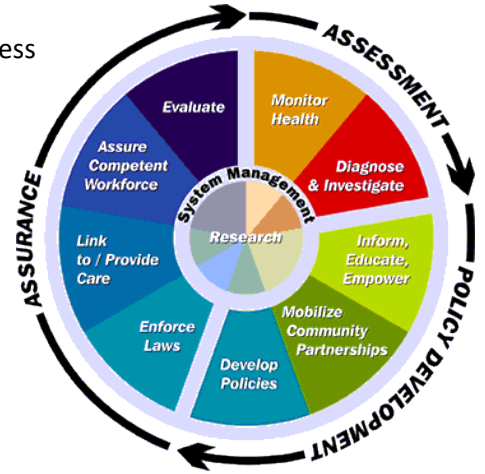 ess
ASSESSMENT
Evaluate
Monitor
Health
Assure
Competent
Workforce
Diagnose
& Investigate
System Management
Research
ASSURANCE
Link
to / Provide
Care
Inform,
Educate,
Empower
POLICY DEVELOPMENT
Enforce
Laws
Mobilize
Community
Partnerships
Develop
Policies